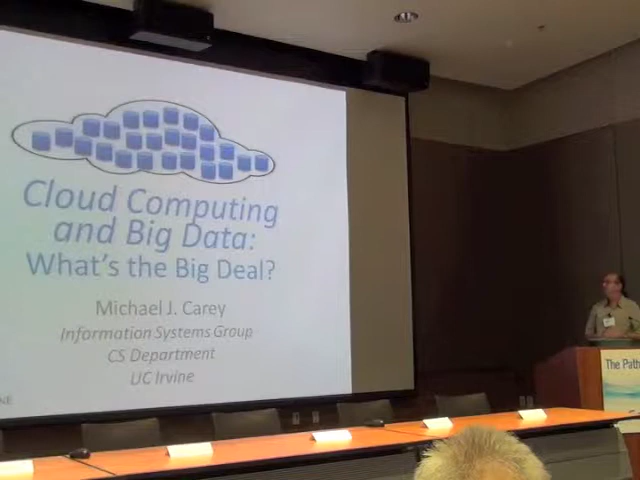 Cloud Computing
and Big Data:
What's the Big Deal?
Michael J. Carey
Information Systems Group
CS Department
UC Irvine
NE
The Path